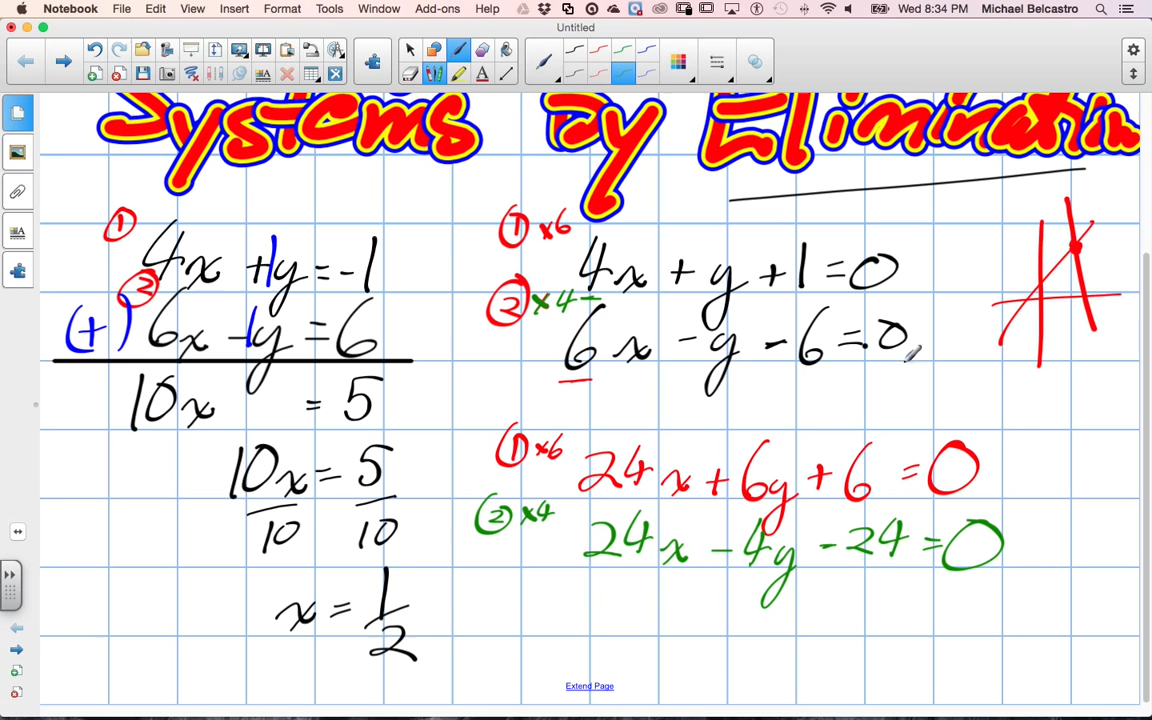 Notebook File Edit View Insert Format Tools Window Add-ons Help Wed 8:34 PM Michael Belcastro
Untitled
Systems By Elimination
① 4x + 1y = -1
② (+) 6x - 1y = 6
10x = 5
10x = 5
10 10
x = 1
2
① x6 4x + y + 1 = 0
② x4 6x - y - 6 = 0
① x6 24x + 6y + 6 = 0
② x4 24x - 4y - 24 = 0
Extend Page